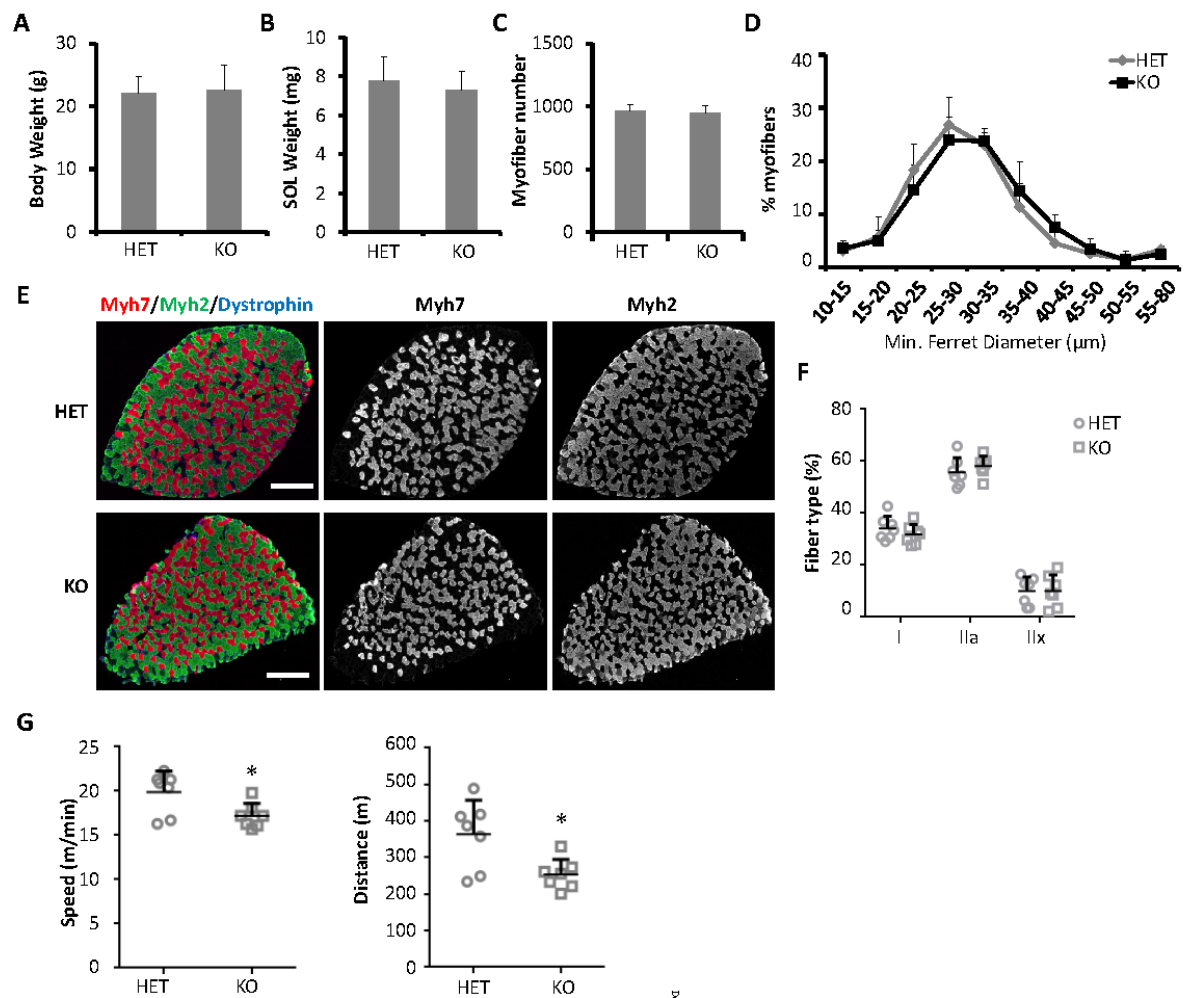 A
Body Weight (g)
30
20
10
0
HET
KO
B
SOL Weight (mg)
10
8
6
4
2
0
HET
KO
C
Myofiber number
1500
1000
500
0
HET
KO
D
% myofibers
40
30
20
10
0
HET
KO
10-15
15-20
20-25
25-30
30-35
35-40
40-45
45-50
50-55
55-80
Min. Ferret Diameter (µm)
E
Myh7/Myh2/Dystrophin
Myh7
Myh2
HET
KO
F
Fiber type (%)
80
60
40
20
0
HET
KO
I
IIa
IIx
G
Speed (m/min)
25
20
15
10
5
0
*
HET
KO
Distance (m)
600
500
400
300
200
100
0
*
HET
KO